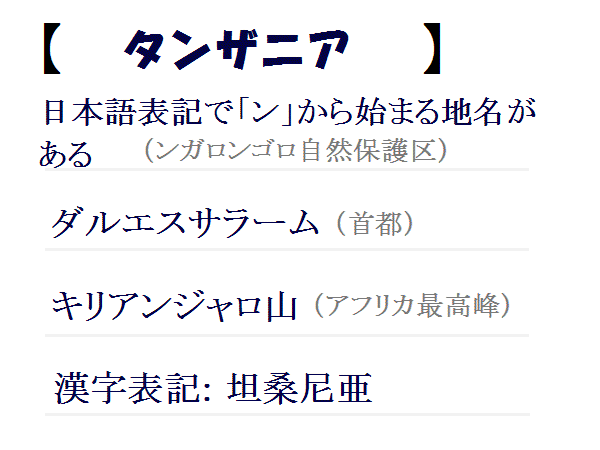 【 タンザニア 】
日本語表記で「ン」から始まる地名が
ある （ンガロンゴロ自然保護区）
ダルエスサラーム（首都）
キリアンジャロ山（アフリカ最高峰）
漢字表記: 坦桑尼亜